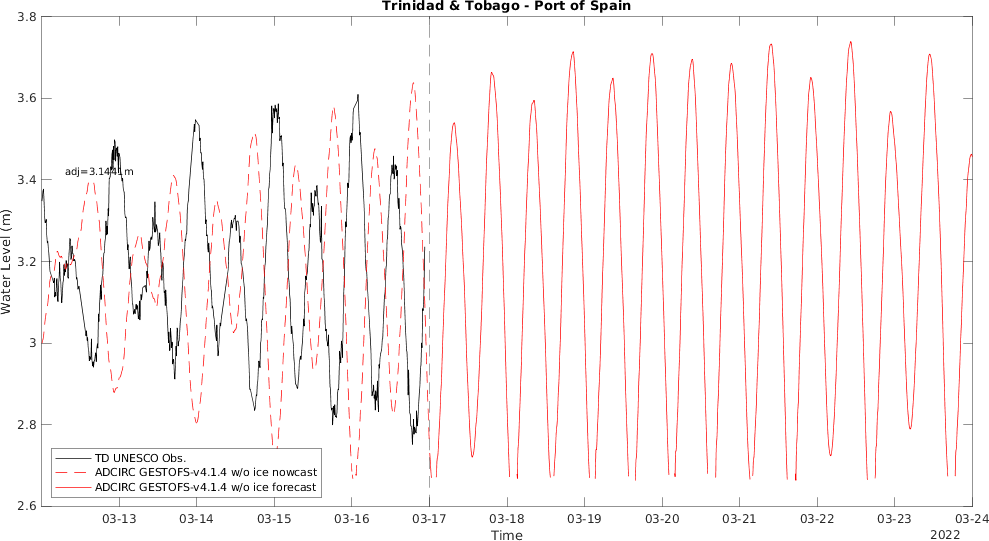 Trinidad & Tobago - Port of Spain
3.8
3.6
3.4
3.2
3
2.8
2.6
Water Level (m)
adj=3.1441m
TD UNESCO Obs.
ADCIRC GESTOFS-v4.1.4 w/o ice nowcast
ADCIRC GESTOFS-v4.1.4 w/o ice forecast
03-13 03-14 03-15 03-16 03-17 03-18 03-19 03-20 03-21 03-22 03-23 03-24
Time
2022